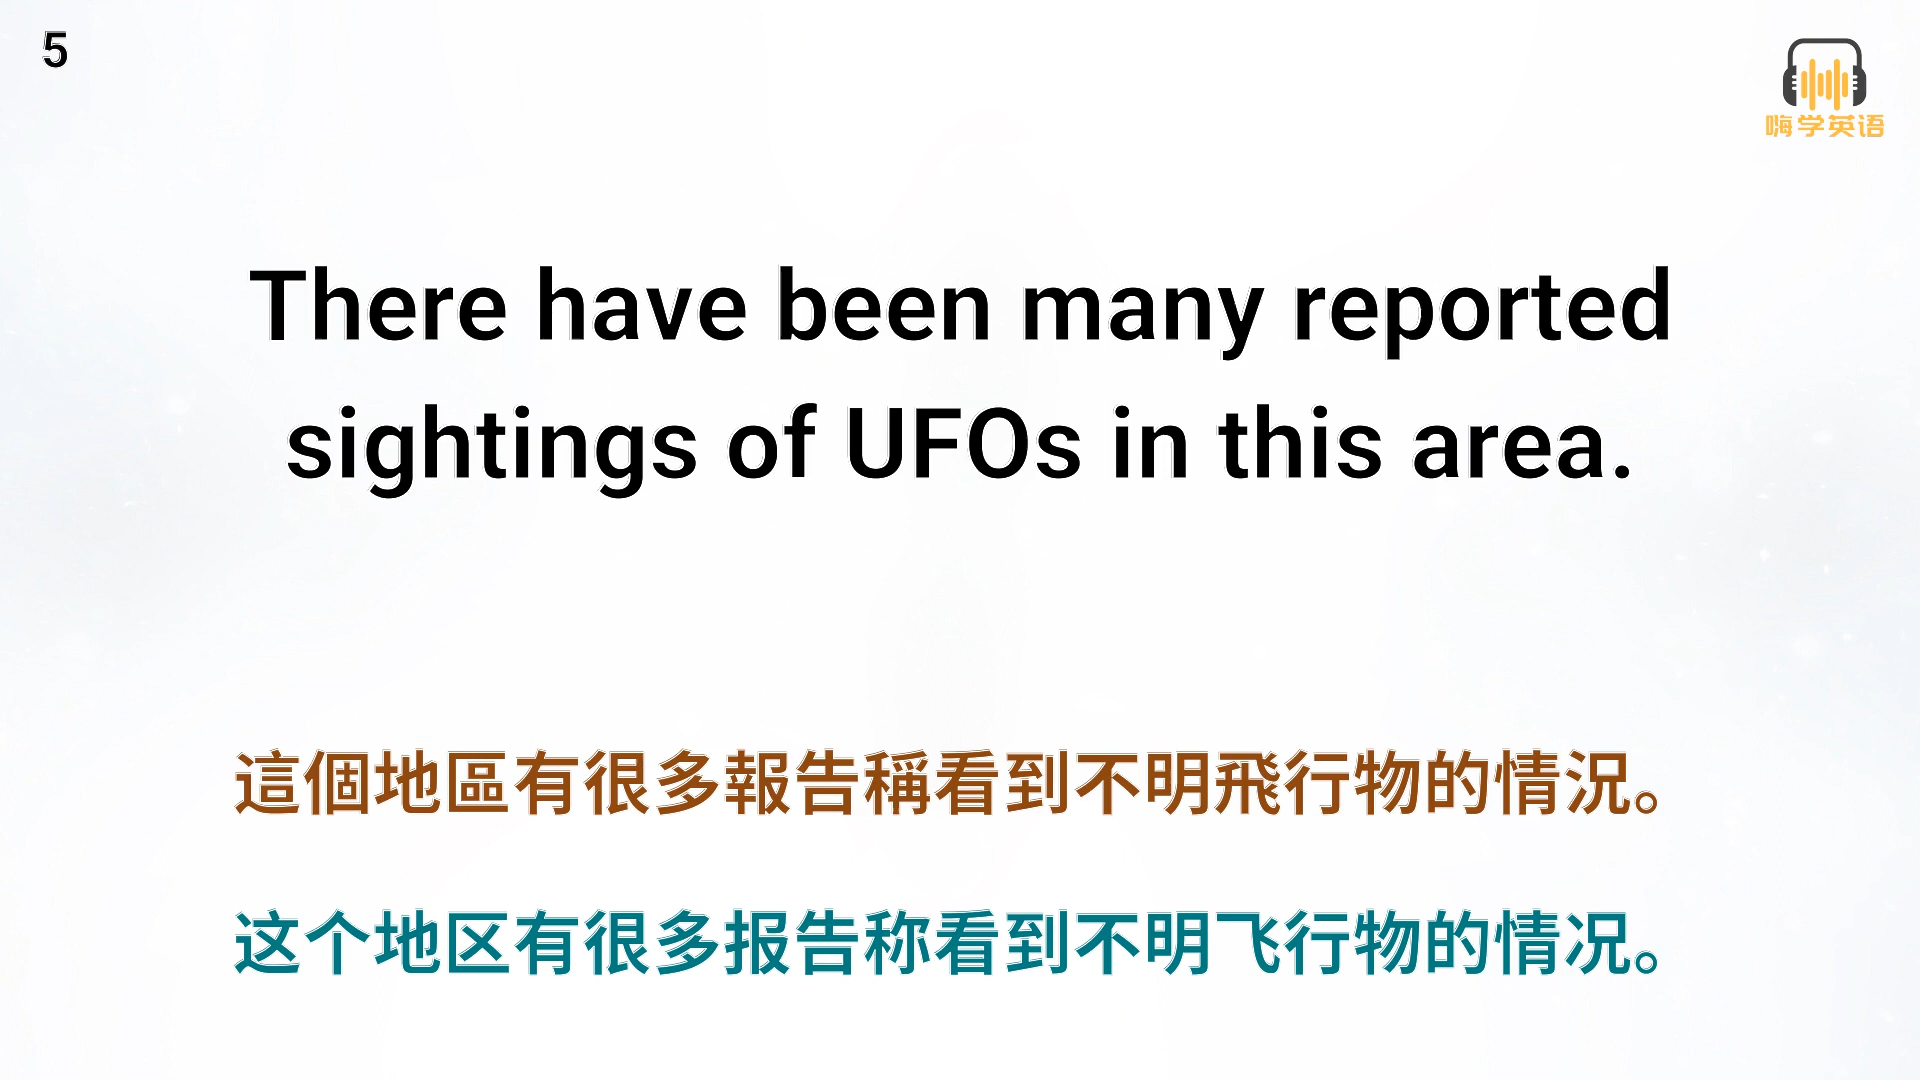 5
嗨学英语
There have been many reported
sightings of UFOs in this area.
這個地區有很多報告稱看到不明飛行物的情況。
这个地区有很多报告称看到不明飞行物的情况。